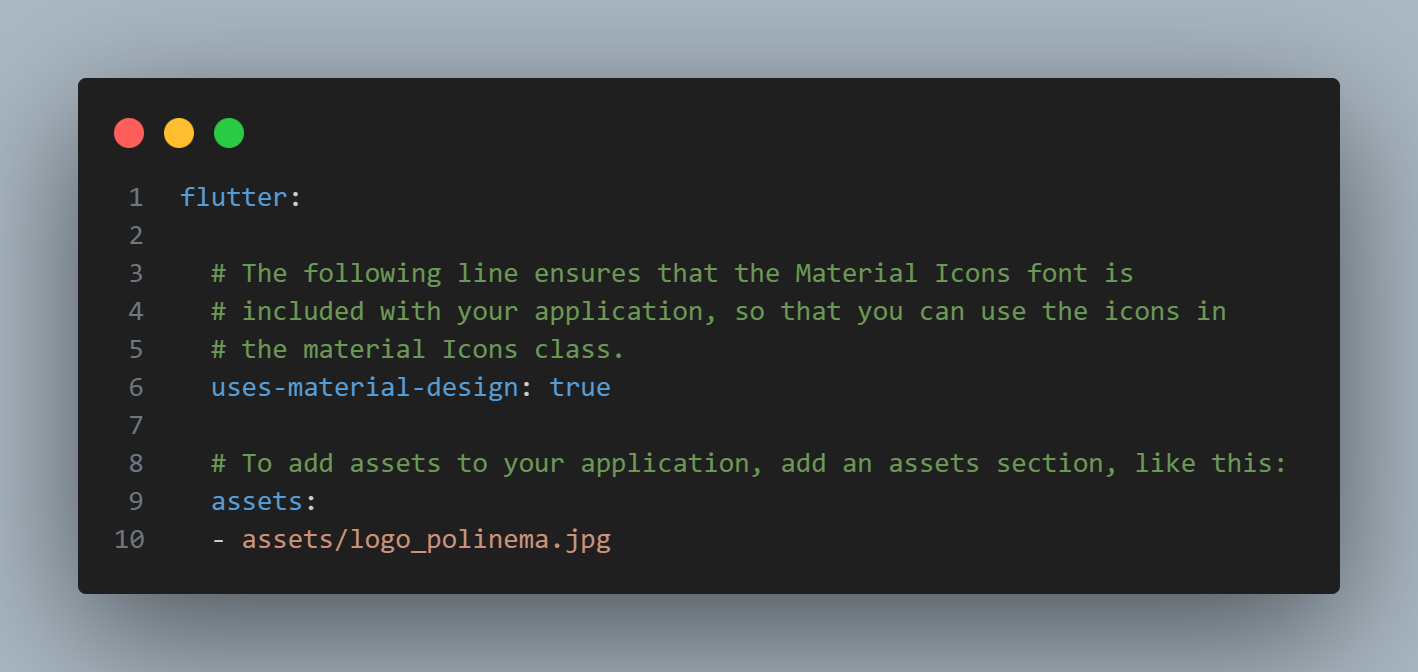 1 flutter:
2
3   # The following line ensures that the Material Icons font is
4   # included with your application, so that you can use the icons in
5   # the material Icons class.
6   uses-material-design: true
7
8   # To add assets to your application, add an assets section, like this:
9   assets:
10   - assets/logo_polinema.jpg